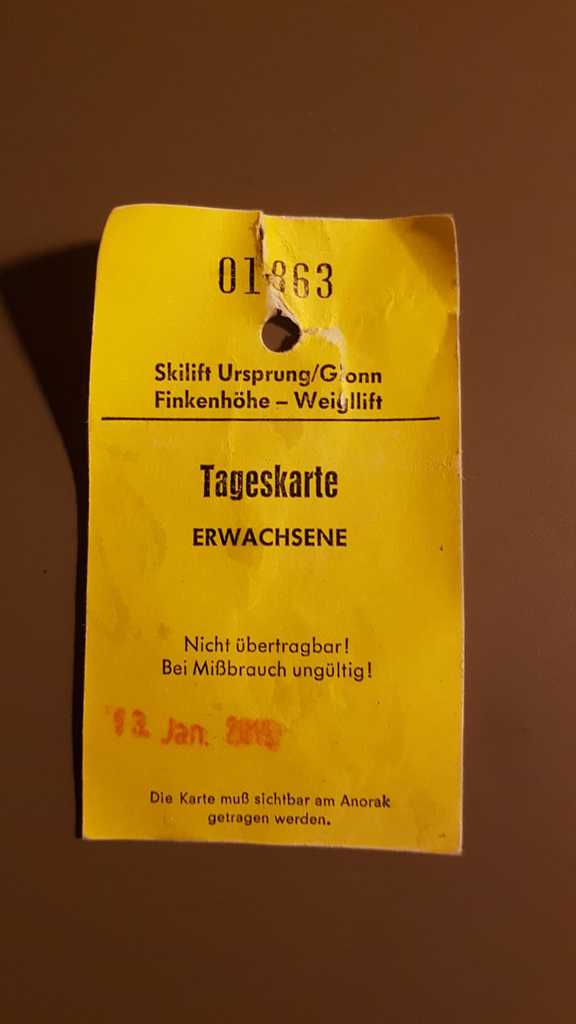 Skilift Ursprung/Glonn
Finkenhöhe – Weigllift
Tageskarte
ERWACHSENE
Nicht übertragbar!
Bei Mißbrauch ungültig!
13. Jan.
Die Karte muß sichtbar am Anorak
getragen werden.